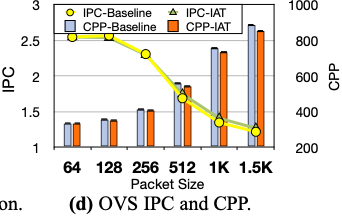 3 1000
IPC-Baseline IPC-IAT
CPP-Baseline CPP-IAT
2.5 800
IPC 2 600 CPP
1.5 400
1 200
64 128 256 512 1K 1.5K
Packet Size
on. (d) OVS IPC and CPP.